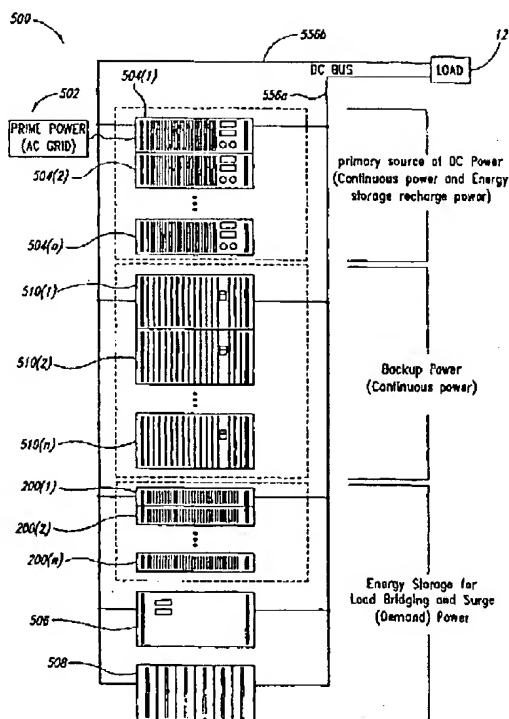 500
556b
12
DC BUS
LOAD
504(1)
556a
502
PRIME POWER
(AC GRID)
504(2)
primary source of DC Power
(Continuous power and Energy
storage recharge power)
504(o)
510(1)
510(2)
Backup Power
(Continuous power)
510(n)
200(1)
200(2)
200(n)
Energy Storage for
Load Bridging and Surge
(Demand) Power
506
508